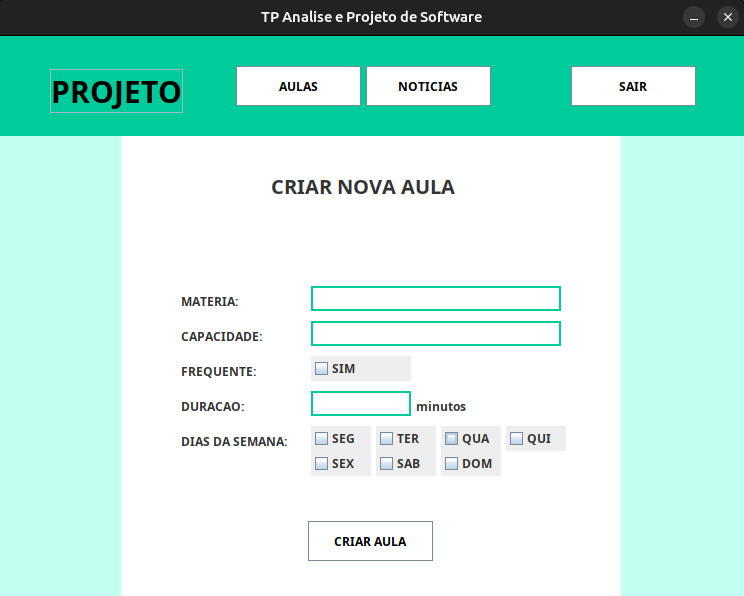 TP Analise e Projeto de Software
PROJETO AULAS NOTICIAS SAIR
CRIAR NOVA AULA
MATERIA:
CAPACIDADE:
FREQUENTE: SIM
DURACAO: minutos
DIAS DA SEMANA: SEG TER QUA QUI
SEX SAB DOM
CRIAR AULA